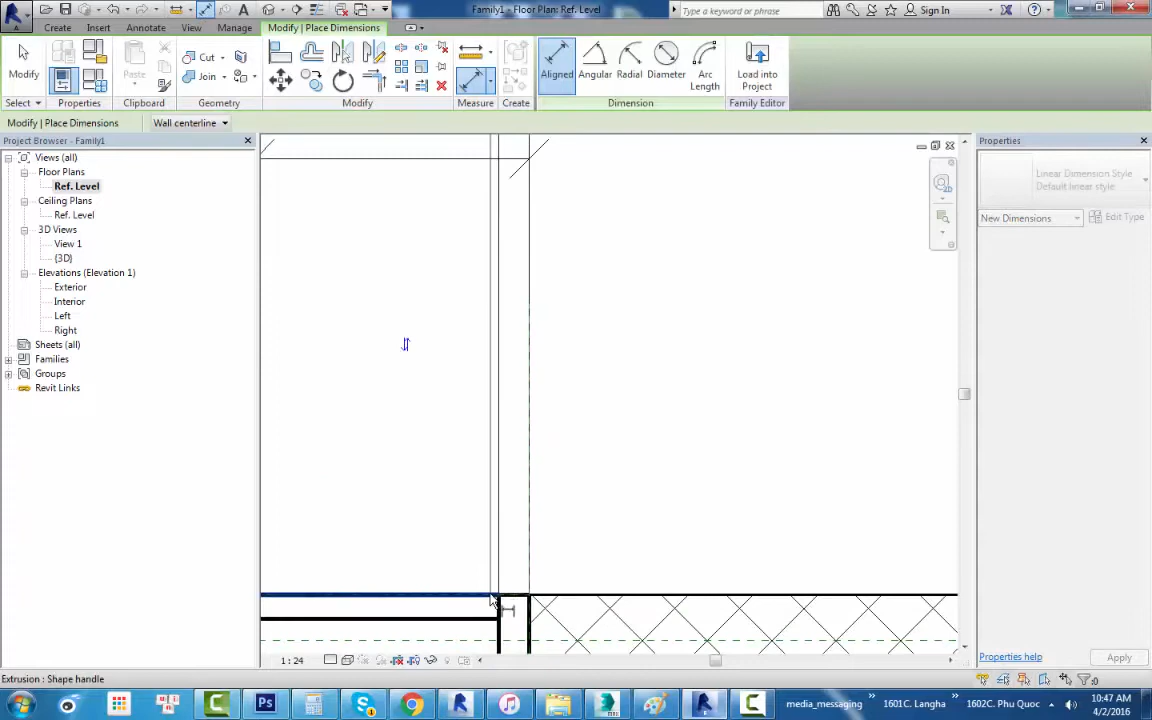 Family1 - Floor Plan: Ref. Level
Type a keyword or phrase
Sign In
Create
Insert
Annotate
View
Manage
Modify | Place Dimensions
Modify
Paste
Cut
Join
Aligned
Angular
Radial
Diameter
Arc
Length
Load into
Project
Select
Properties
Clipboard
Geometry
Modify
Measure
Create
Dimension
Family Editor
Modify | Place Dimensions
Wall centerline
Project Browser - Family1
Views (all)
Floor Plans
Ref. Level
Ceiling Plans
Ref. Level
3D Views
View 1
{3D}
Elevations (Elevation 1)
Exterior
Interior
Left
Right
Sheets (all)
Families
Groups
Revit Links
2D
Properties
Linear Dimension Style
Default linear style
New Dimensions
Edit Type
Properties help
Apply
1 : 24
Extrusion : Shape handle
:0
media_messaging
1601C. Langha
1602C. Phu Quoc
10:47 AM
4/2/2016